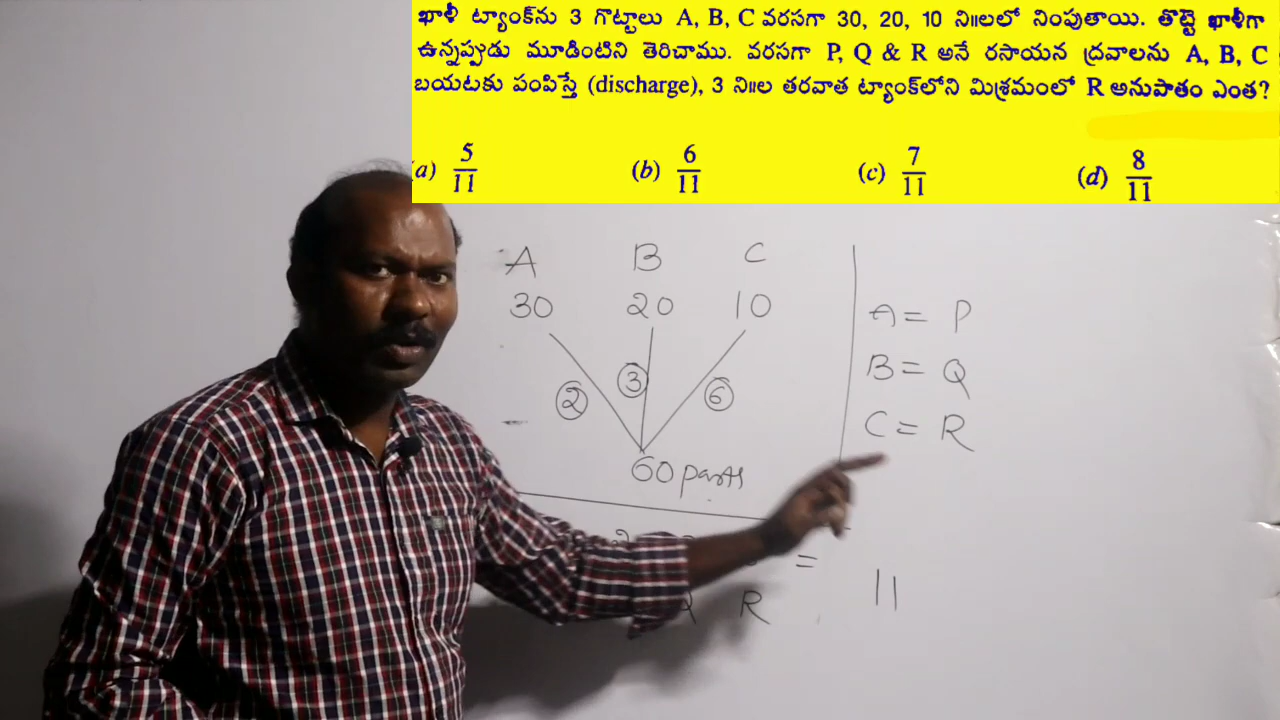 ఖాళీ ట్యాంక్‌ను 3 గొట్టాలు A, B, C వరసగా 30, 20, 10 ని॥లలో నింపుతాయి. తొట్టె ఖాళీగా
ఉన్నప్పుడు మూడింటిని తెరిచాము. వరసగా P, Q & R అనే రసాయన ద్రవాలను A, B, C
బయటకు పంపిస్తే (discharge), 3 ని॥ల తరవాత ట్యాంక్‌లోని మిశ్రమంలో R అనుపాతం ఎంత?
a) 5/11 (b) 6/11 (c) 7/11 (d) 8/11
A B C
30 20 10
2 3 6
60 parts
A = P
B = Q
C = R
= 11
R